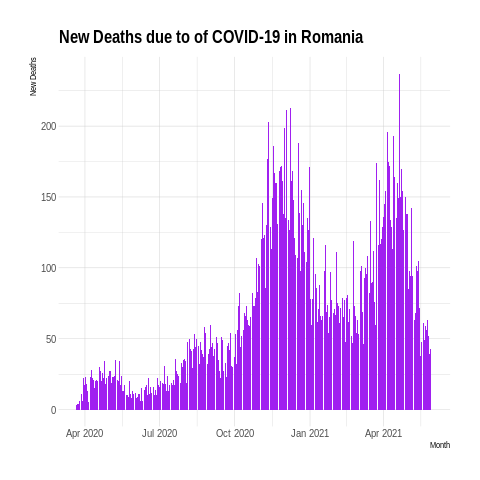 New Deaths due to of COVID-19 in Romania
New Deaths
200
150
100
50
0
Apr 2020 Jul 2020 Oct 2020 Jan 2021 Apr 2021
Month